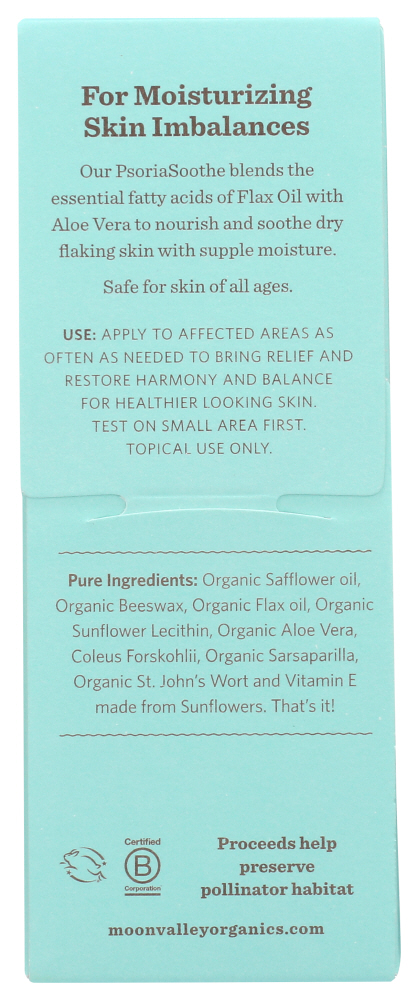 For Moisturizing
Skin Imbalances
Our PsoriaSoothe blends the
essential fatty acids of Flax Oil with
Aloe Vera to nourish and soothe dry
flaking skin with supple moisture.
Safe for skin of all ages.
USE: APPLY TO AFFECTED AREAS AS
OFTEN AS NEEDED TO BRING RELIEF AND
RESTORE HARMONY AND BALANCE
FOR HEALTHIER LOOKING SKIN.
TEST ON SMALL AREA FIRST.
TOPICAL USE ONLY.
Pure Ingredients: Organic Safflower oil,
Organic Beeswax, Organic Flax oil, Organic
Sunflower Lecithin, Organic Aloe Vera,
Coleus Forskohlii, Organic Sarsaparilla,
Organic St. John's Wort and Vitamin E
made from Sunflowers. That's it!
Certified
B
Corporation
Proceeds help
preserve
pollinator habitat
moonvalleyorganics.com